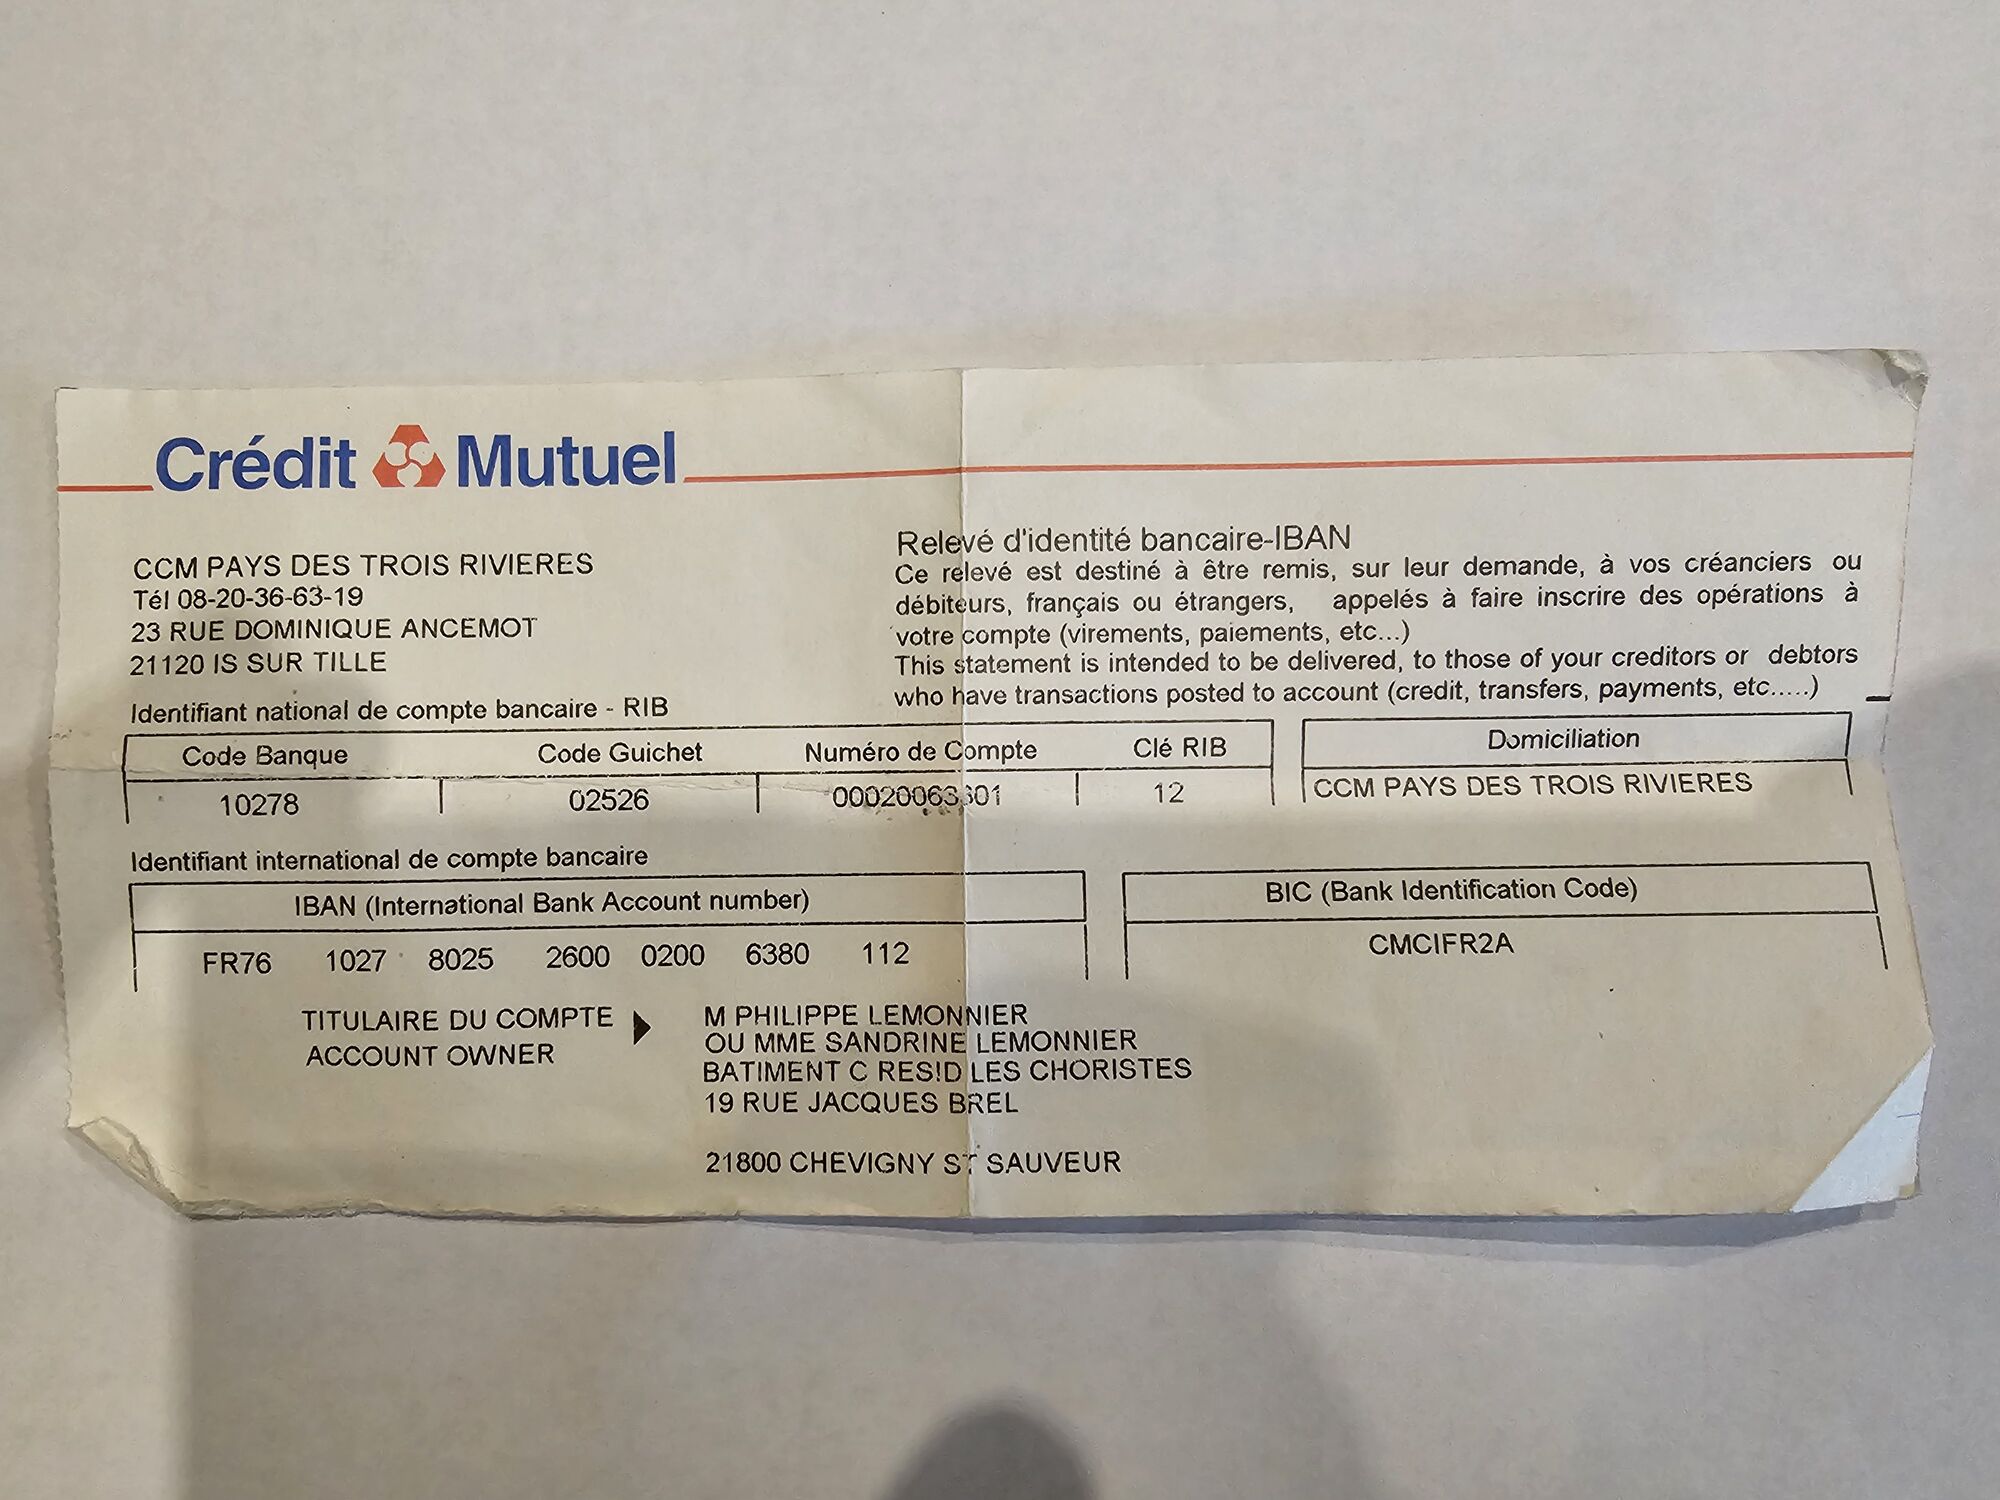 Crédit Mutuel
CCM PAYS DES TROIS RIVIERES
Tél 08-20-36-63-19
23 RUE DOMINIQUE ANCEMOT
21120 IS SUR TILLE
Relevé d'identité bancaire-IBAN
Ce relevé est destiné à être remis, sur leur demande, à vos créanciers ou
débiteurs, français ou étrangers, appelés à faire inscrire des opérations à
votre compte (virements, paiements, etc...)
This statement is intended to be delivered, to those of your creditors or debtors
who have transactions posted to account (credit, transfers, payments, etc.....)
Identifiant national de compte bancaire - RIB
Code Banque Code Guichet Numéro de Compte Clé RIB Domiciliation
10278 02526 00020063801 12 CCM PAYS DES TROIS RIVIERES
Identifiant international de compte bancaire
IBAN (International Bank Account number) BIC (Bank Identification Code)
FR76 1027 8025 2600 0200 6380 112 CMCIFR2A
TITULAIRE DU COMPTE
ACCOUNT OWNER
M PHILIPPE LEMONNIER
OU MME SANDRINE LEMONNIER
BATIMENT C RESID LES CHORISTES
19 RUE JACQUES BREL
21800 CHEVIGNY ST SAUVEUR